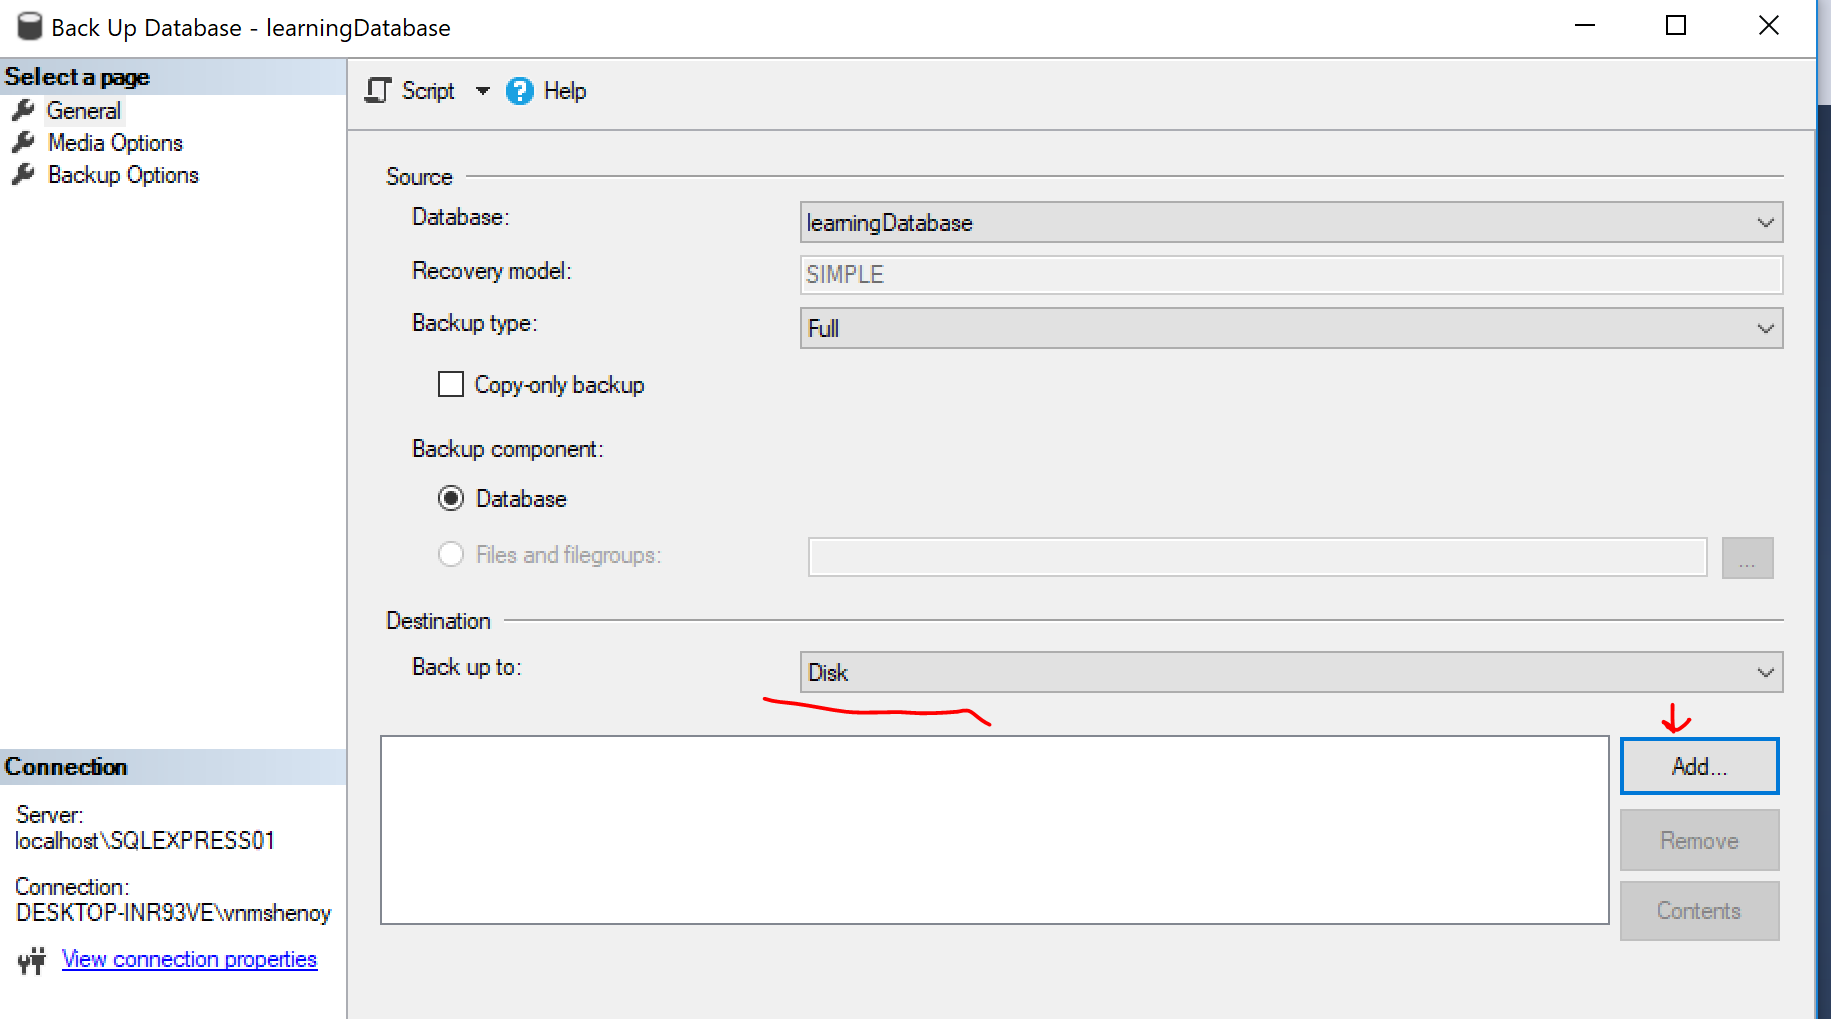 Back Up Database - learningDatabase
Select a page
General
Media Options
Backup Options
Script
Help
Source
Database:
learningDatabase
Recovery model:
SIMPLE
Backup type:
Full
Copy-only backup
Backup component:
Database
Files and filegroups:
...
Destination
Back up to:
Disk
Add...
Remove
Contents
Connection
Server:
localhost\SQLEXPRESS01
Connection:
DESKTOP-INR93VE\vnmshenoy
View connection properties